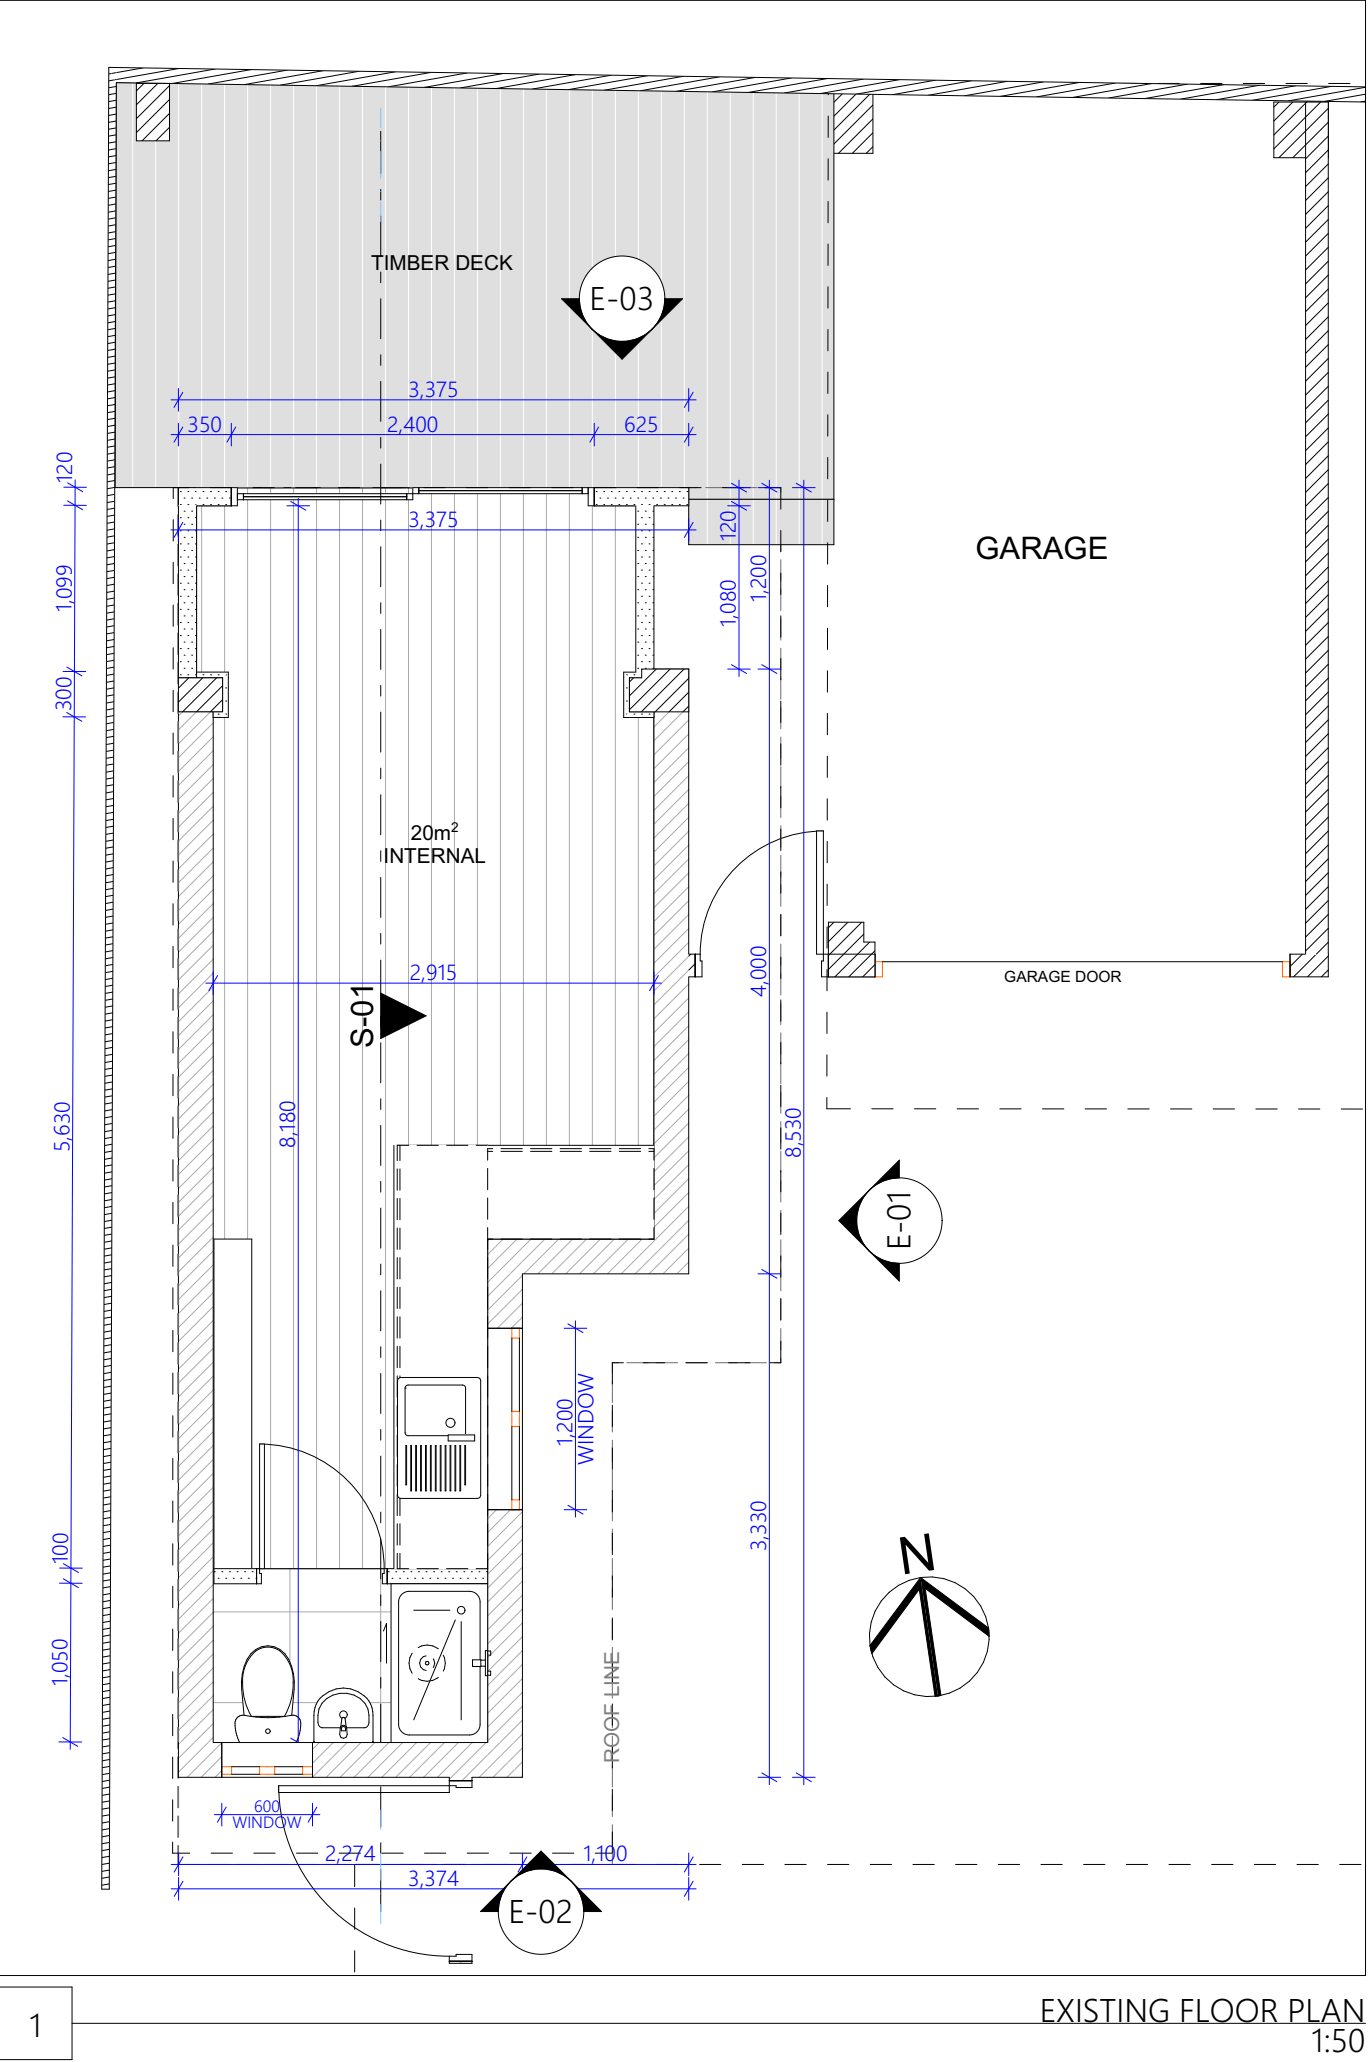 TIMBER DECK
E-03
3,375
350
2,400
625
120
3,375
120
1,200
1,099
1,080
GARAGE
300
20m²
INTERNAL
2,915
4,000
GARAGE DOOR
S-01
5,630
8,180
8,530
E-01
1,200
WINDOW
3,330
100
N
1,050
ROOF LINE
600
WINDOW
2,274
1,100
3,374
E-02
1
EXISTING FLOOR PLAN
1:50